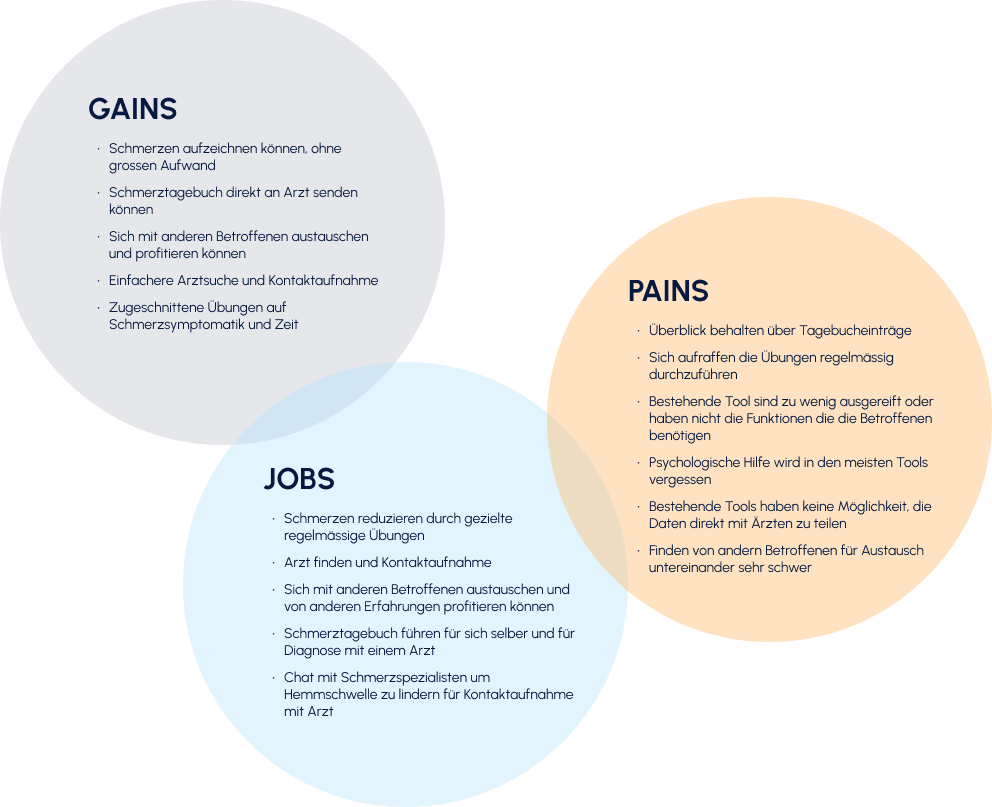 GAINS
· Schmerzen aufzeichnen können, ohne
grossen Aufwand
· Schmerztagebuch direkt an Arzt senden
können
· Sich mit anderen Betroffenen austauschen
und profitieren können
· Einfachere Arztsuche und Kontaktaufnahme
· Zugeschnittene Übungen auf
Schmerzsymptomatik und Zeit
PAINS
· Überblick behalten über Tagebucheinträge
· Sich aufraffen die Übungen regelmässig
durchzuführen
· Bestehende Tool sind zu wenig ausgereift oder
haben nicht die Funktionen die die Betroffenen
benötigen
· Psychologische Hilfe wird in den meisten Tools
vergessen
· Bestehende Tools haben keine Möglichkeit, die
Daten direkt mit Ärzten zu teilen
· Finden von andern Betroffenen für Austausch
untereinander sehr schwer
JOBS
· Schmerzen reduzieren durch gezielte
regelmässige Übungen
· Arzt finden und Kontaktaufnahme
· Sich mit anderen Betroffenen austauschen und
von anderen Erfahrungen profitieren können
· Schmerztagebuch führen für sich selber und für
Diagnose mit einem Arzt
· Chat mit Schmerzspezialisten um
Hemmschwelle zu lindern für Kontaktaufnahme
mit Arzt